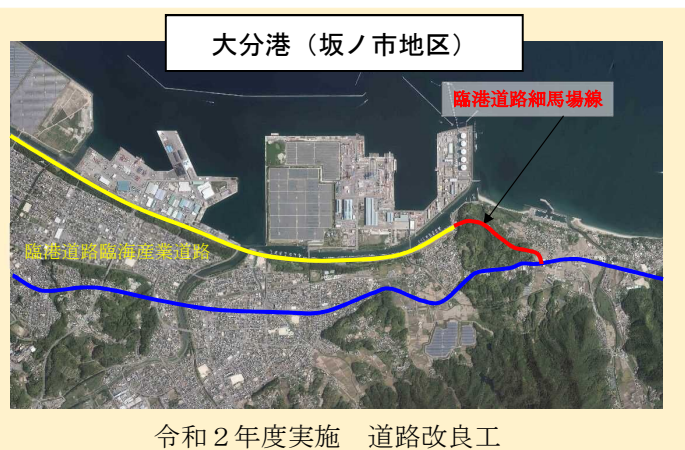 大分港（坂ノ市地区）
臨港道路細馬場線
臨港道路臨海産業道路
令和２年度実施　道路改良工